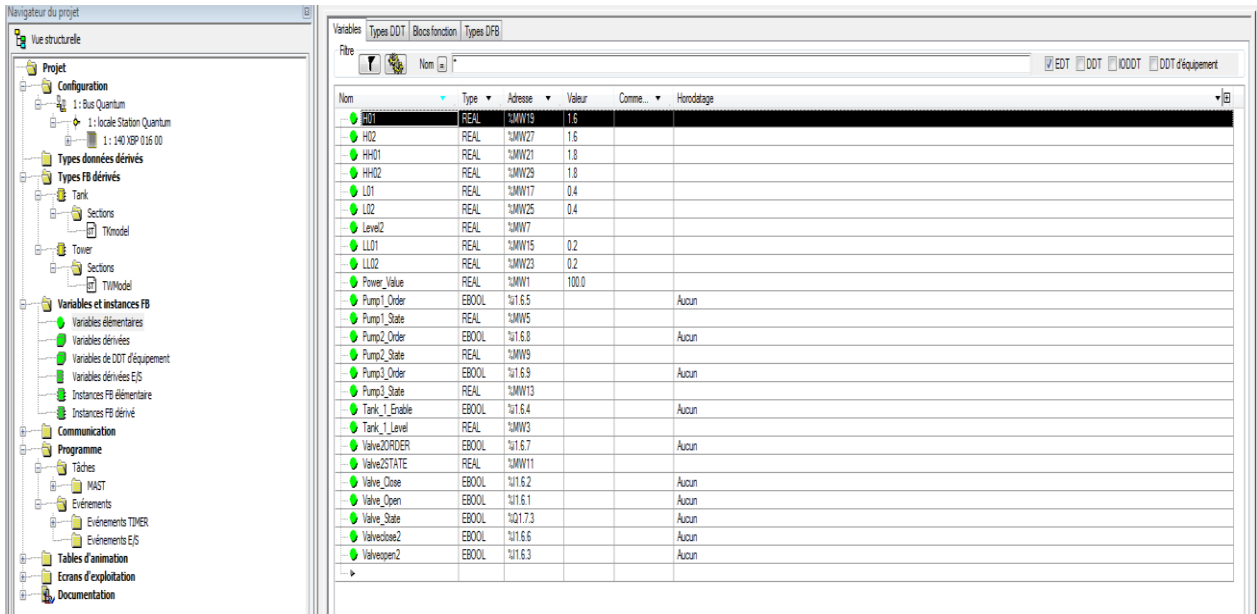 Navigateur du projet
Vue structurelle
Projet
Configuration
1 : Bus Quantum
1 : locale Station Quantum
1 : 140 XBP 016 00
Types données dérivés
Types FB dérivés
Tank
Sections
TKmodel
Tower
Sections
TWModel
Variables et instances FB
Variables élémentaires
Variables dérivées
Variables de DDT d'équipement
Variables dérivées E/S
Instances FB élémentaire
Instances FB dérivé
Communication
Programme
Tâches
MAST
Evénements
Evénements TIMER
Evénements E/S
Tables d'animation
Ecrans d'exploitation
Documentation
Variables Types DDT Blocs fonction Types DFB
Filtre
Nom = * EDT DDT IODDT DDT d'équipement
Nom Type Adresse Valeur Comme... Horodatage
H01 REAL %MW19 1.6
H02 REAL %MW27 1.6
HH01 REAL %MW21 1.8
HH02 REAL %MW29 1.8
L01 REAL %MW17 0.4
L02 REAL %MW25 0.4
Level2 REAL %MW7
LL01 REAL %MW15 0.2
LL02 REAL %MW23 0.2
Power_Value REAL %MW1 100.0
Pump1_Order EBOOL %I1.6.5 Aucun
Pump1_State REAL %MW5
Pump2_Order EBOOL %I1.6.8 Aucun
Pump2_State REAL %MW9
Pump3_Order EBOOL %I1.6.9 Aucun
Pump3_State REAL %MW13
Tank_1_Enable EBOOL %I1.6.4 Aucun
Tank_1_Level REAL %MW3
Valve2ORDER EBOOL %I1.6.7 Aucun
Valve2STATE REAL %MW11
Valve_Close EBOOL %I1.6.2 Aucun
Valve_Open EBOOL %I1.6.1 Aucun
Valve_State EBOOL %Q1.7.3 Aucun
Valveclose2 EBOOL %I1.6.6 Aucun
Valveopen2 EBOOL %I1.6.3 Aucun